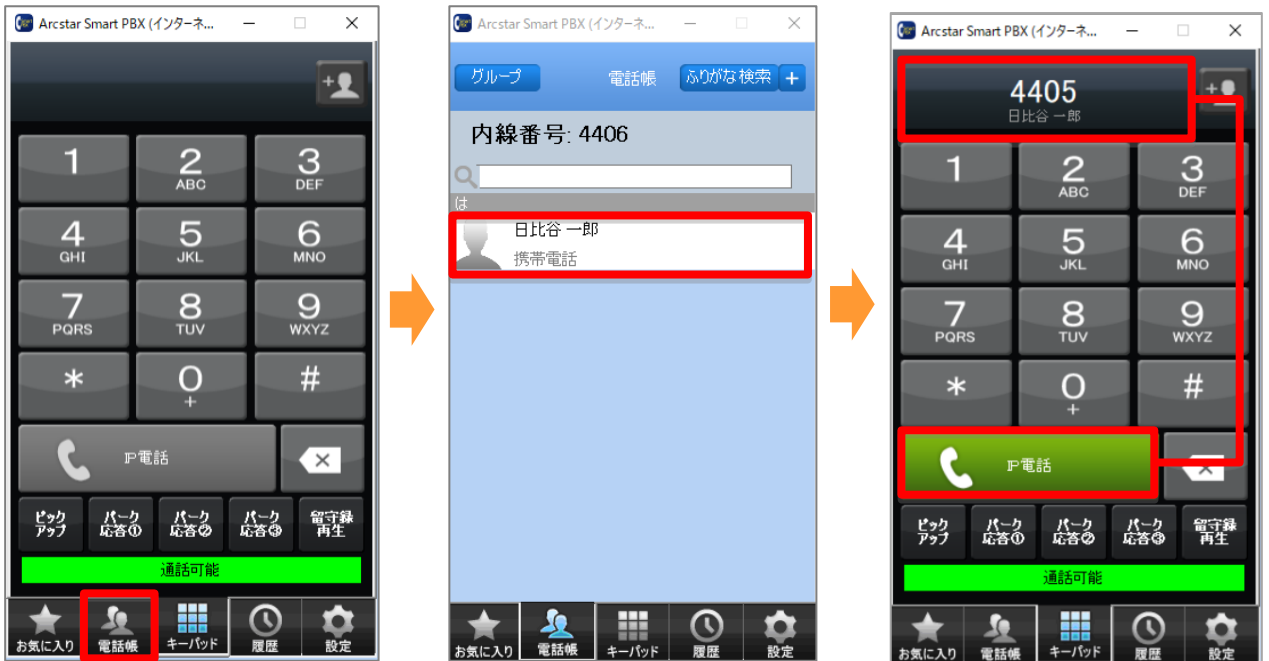 Arcstar Smart PBX (インターネ...
1
2
ABC
3
DEF
4
GHI
5
JKL
6
MNO
7
PQRS
8
TUV
9
WXYZ
*
0
+
#
IP電話
ピック
アップ
パーク
応答①
パーク
応答②
パーク
応答③
留守録
再生
通話可能
お気に入り
電話帳
キーパッド
履歴
設定
Arcstar Smart PBX (インターネ...
グループ
電話帳
ふりがな検索
+
内線番号: 4406
は
日比谷 一郎
携帯電話
お気に入り
電話帳
キーパッド
履歴
設定
Arcstar Smart PBX (インターネ...
4405
日比谷 一郎
1
2
ABC
3
DEF
4
GHI
5
JKL
6
MNO
7
PQRS
8
TUV
9
WXYZ
*
0
+
#
IP電話
ピック
アップ
パーク
応答①
パーク
応答②
パーク
応答③
留守録
再生
通話可能
お気に入り
電話帳
キーパッド
履歴
設定